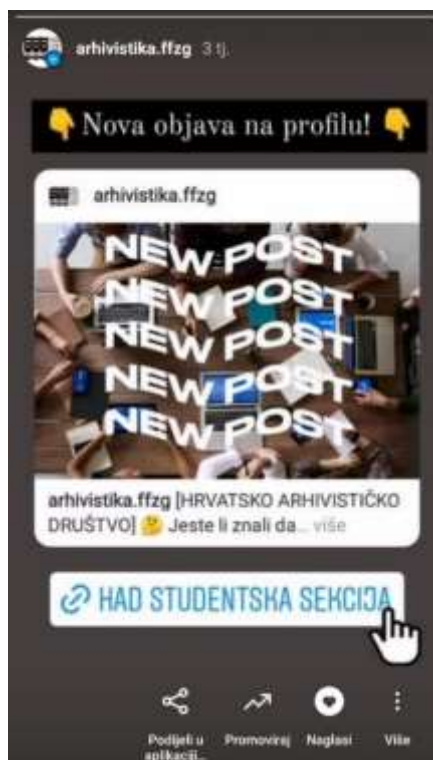 arhivistika.ffzg 3 tj.
👇 Nova objava na profilu! 👇
arhivistika.ffzg
NEW POST
NEW POST
NEW POST
NEW POST
NEW POST
arhivistika.ffzg [HRVATSKO ARHIVISTIČKO
DRUŠTVO] 🤔 Jeste li znali da... više
HAD STUDENTSKA SEKCIJA
Podijeli u
aplikaciji...
Promoviraj
Naglasi
Više